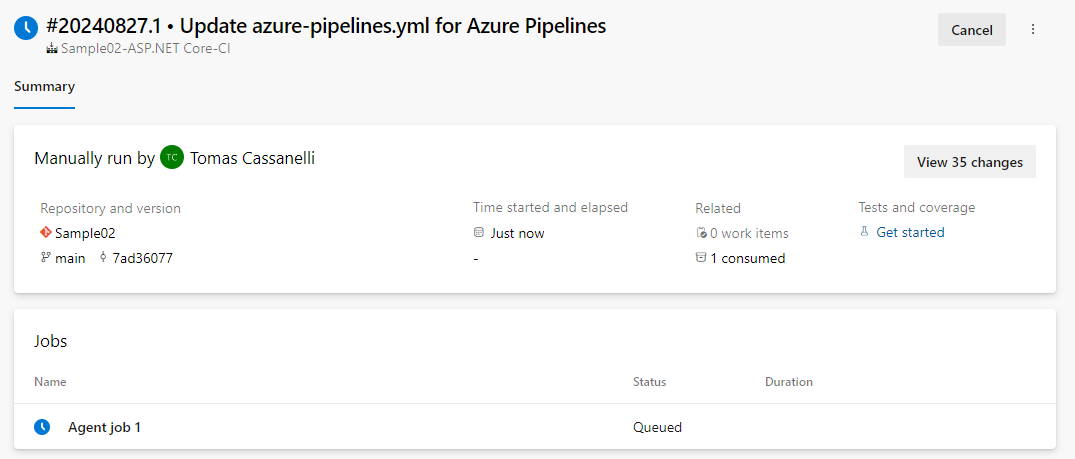 #20240827.1 • Update azure-pipelines.yml for Azure Pipelines
Sample02-ASP.NET Core-CI
Cancel
Summary
Manually run by TC Tomas Cassanelli
View 35 changes
Repository and version
Sample02
main 7ad36077
Time started and elapsed
Just now
-
Related
0 work items
1 consumed
Tests and coverage
Get started
Jobs
Name Status Duration
Agent job 1 Queued